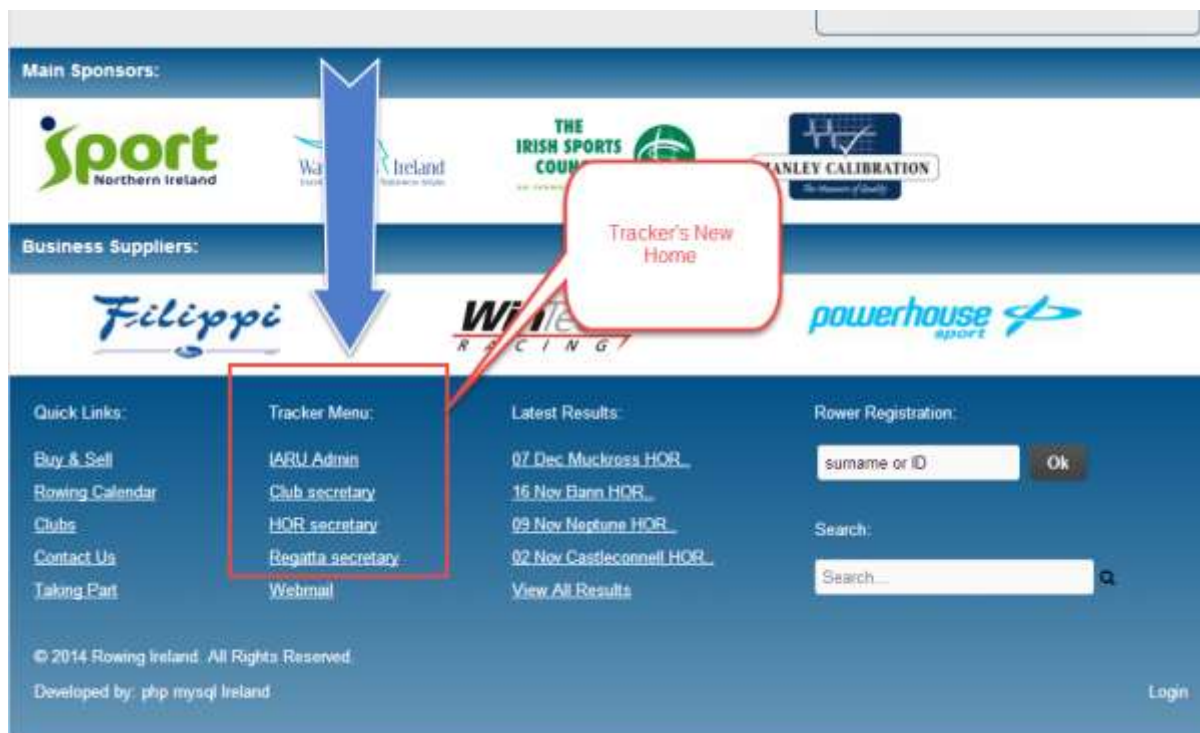 Main Sponsors:
Sport
Northern Ireland
Ireland
THE
IRISH SPORTS
CALIBRATION
The Measure of Quality
Tracker's New
Home
Business Suppliers:
Filippi
RACING
powerhouse
sport
Quick Links:
Buy & Sell
Rowing Calendar
Clubs
Contact Us
Taking Part
Tracker Menu:
IARU Admin
Club secretary
HOR secretary
Regatta secretary
Webmail
Latest Results:
07 Dec Muckross HOR...
16 Nov Bann HOR...
09 Nov Neptune HOR...
02 Nov Castleconnell HOR...
View All Results
Rower Registration:
surname or ID
Ok
Search:
Search...
© 2014 Rowing Ireland. All Rights Reserved.
Developed by: php mysql Ireland
Login